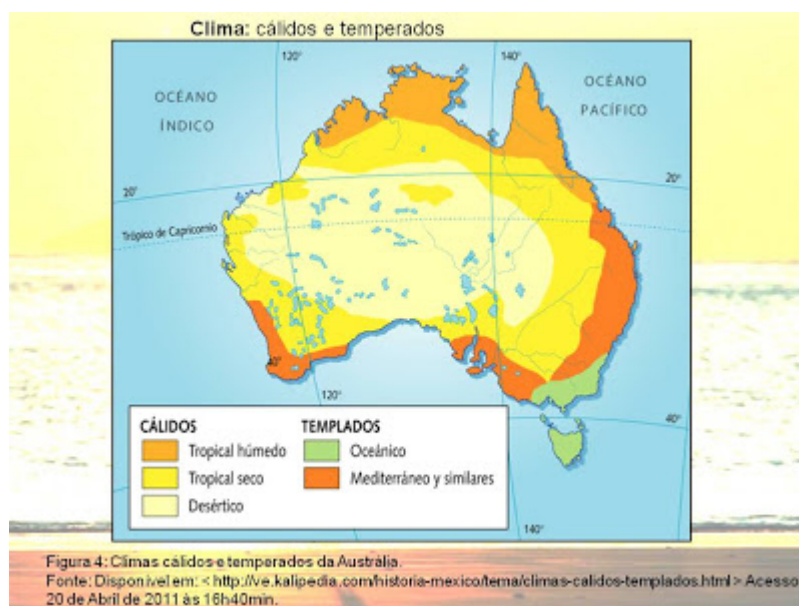 Clima: cálidos e temperados
120°
140°
OCÉANO
ÍNDICO
OCÉANO
PACÍFICO
20°
20°
Trópico de Capricornio
40°
120°
40°
140°
CÁLIDOS
Tropical húmedo
Tropical seco
Desértico
TEMPLADOS
Oceánico
Mediterráneo y similares
Figura 4: Climas cálidos e temperados da Austrália.
Fonte: Disponível em: < http://ve.kalipedia.com/historia-mexico/tema/climas-calidos-templados.html > Acesso
20 de Abril de 2011 às 16h40min.